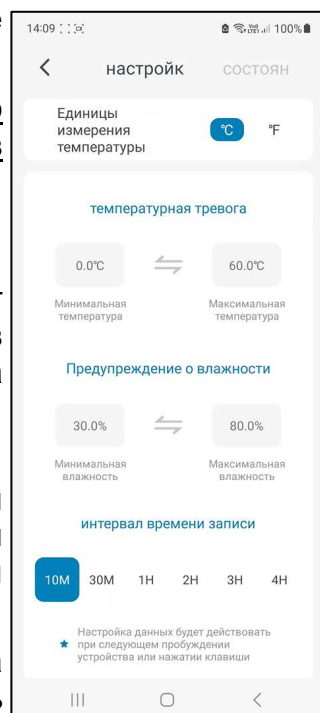 14:09
100%
настройк состоян
Единицы
измерения
температуры
°C °F
температурная тревога
0.0°C 60.0°C
Минимальная Максимальная
температура температура
Предупреждение о влажности
30.0% 80.0%
Минимальная Максимальная
влажность влажность
интервал времени записи
10M 30M 1H 2H 3H 4H
Настройка данных будет действовать
при следующем пробуждении
устройства или нажатии клавиши